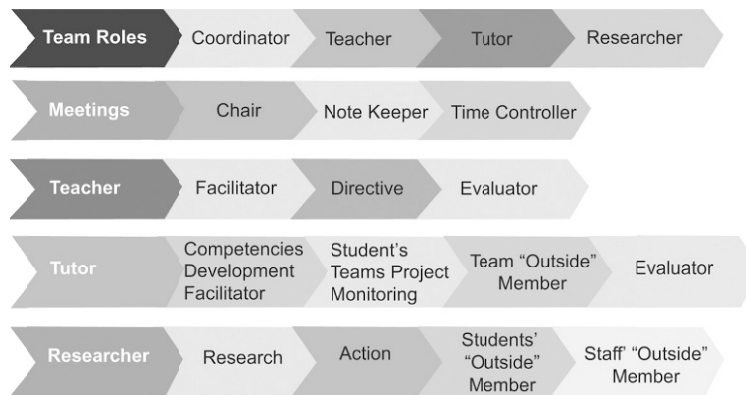 Team Roles Coordinator Teacher Tutor Researcher
Meetings Chair Note Keeper Time Controller
Teacher Facilitator Directive Evaluator
Tutor
Competencies
Development
Facilitator
Student's
Teams Project
Monitoring
Team “Outside”
Member
Evaluator
Researcher
Research
Action
Students’
“Outside”
Member
Staff’ “Outside”
Member